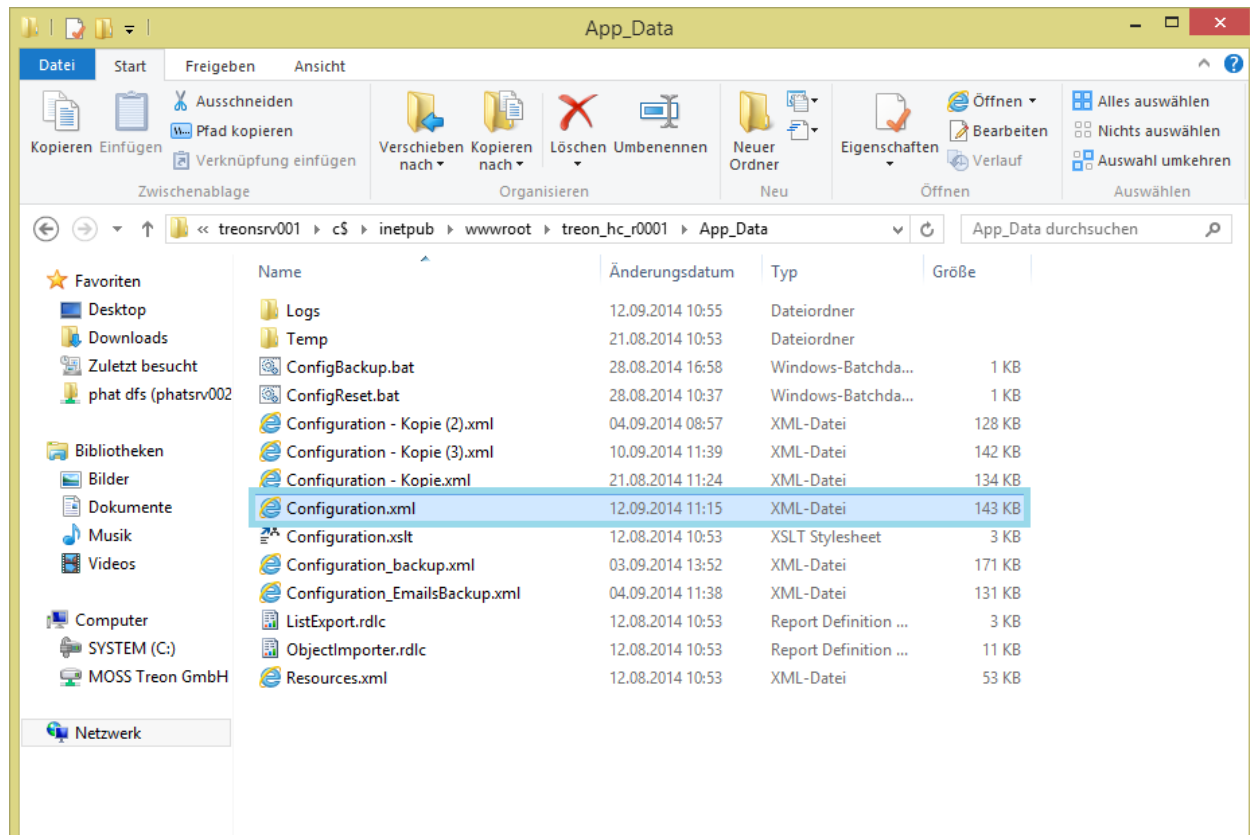 App_Data
Datei Start Freigeben Ansicht
Kopieren
Einfügen
Ausschneiden
Pfad kopieren
Verknüpfung einfügen
Zwischenablage
Verschieben nach
Kopieren nach
Löschen
Umbenennen
Organisieren
Neuer Ordner
Neu
Eigenschaften
Öffnen
Bearbeiten
Verlauf
Öffnen
Alles auswählen
Nichts auswählen
Auswahl umkehren
Auswählen
« treonsrv001 c$ inetpub wwwroot treon_hc_r0001 App_Data
App_Data durchsuchen
Favoriten
Desktop
Downloads
Zuletzt besucht
phat dfs (phatsrv002
Bibliotheken
Bilder
Dokumente
Musik
Videos
Computer
SYSTEM (C:)
MOSS Treon GmbH
Netzwerk
Name Änderungsdatum Typ Größe
Logs 12.09.2014 10:55 Dateiordner
Temp 21.08.2014 10:53 Dateiordner
ConfigBackup.bat 28.08.2014 16:58 Windows-Batchda... 1 KB
ConfigReset.bat 28.08.2014 10:37 Windows-Batchda... 1 KB
Configuration - Kopie (2).xml 04.09.2014 08:57 XML-Datei 128 KB
Configuration - Kopie (3).xml 10.09.2014 11:39 XML-Datei 142 KB
Configuration - Kopie.xml 21.08.2014 11:24 XML-Datei 134 KB
Configuration.xml 12.09.2014 11:15 XML-Datei 143 KB
Configuration.xslt 12.08.2014 10:53 XSLT Stylesheet 3 KB
Configuration_backup.xml 03.09.2014 13:52 XML-Datei 171 KB
Configuration_EmailsBackup.xml 04.09.2014 11:38 XML-Datei 131 KB
ListExport.rdlc 12.08.2014 10:53 Report Definition ... 3 KB
ObjectImporter.rdlc 12.08.2014 10:53 Report Definition ... 11 KB
Resources.xml 12.08.2014 10:53 XML-Datei 53 KB